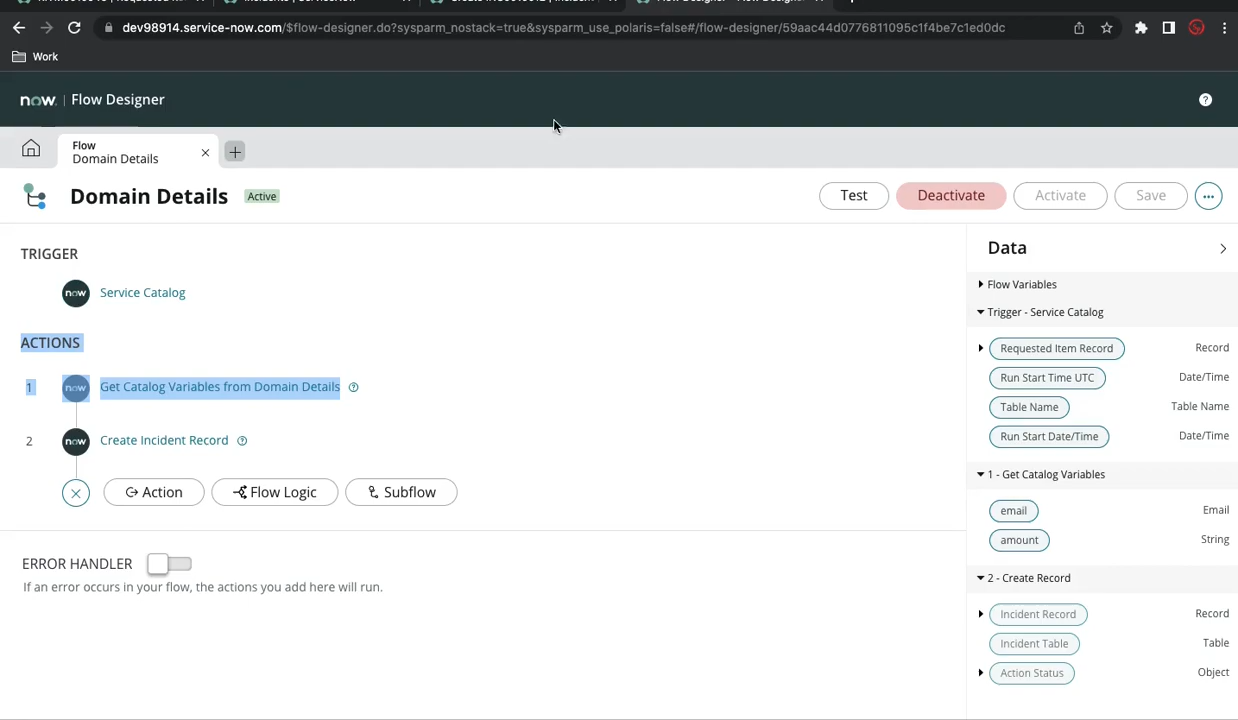 dev98914.service-now.com/$flow-designer.do?sysparm_nostack=true&sysparm_use_polaris=false#/flow-designer/59aac44d0776811095c1f4be7c1ed0dc
Work
now. | Flow Designer
?
Flow
Domain Details
Domain Details
Active
Test
Deactivate
Activate
Save
TRIGGER
now
Service Catalog
ACTIONS
1
now
Get Catalog Variables from Domain Details
2
now
Create Incident Record
Action
Flow Logic
Subflow
ERROR HANDLER
If an error occurs in your flow, the actions you add here will run.
Data
Flow Variables
Trigger - Service Catalog
Requested Item Record Record
Run Start Time UTC Date/Time
Table Name Table Name
Run Start Date/Time Date/Time
1 - Get Catalog Variables
email Email
amount String
2 - Create Record
Incident Record Record
Incident Table Table
Action Status Object